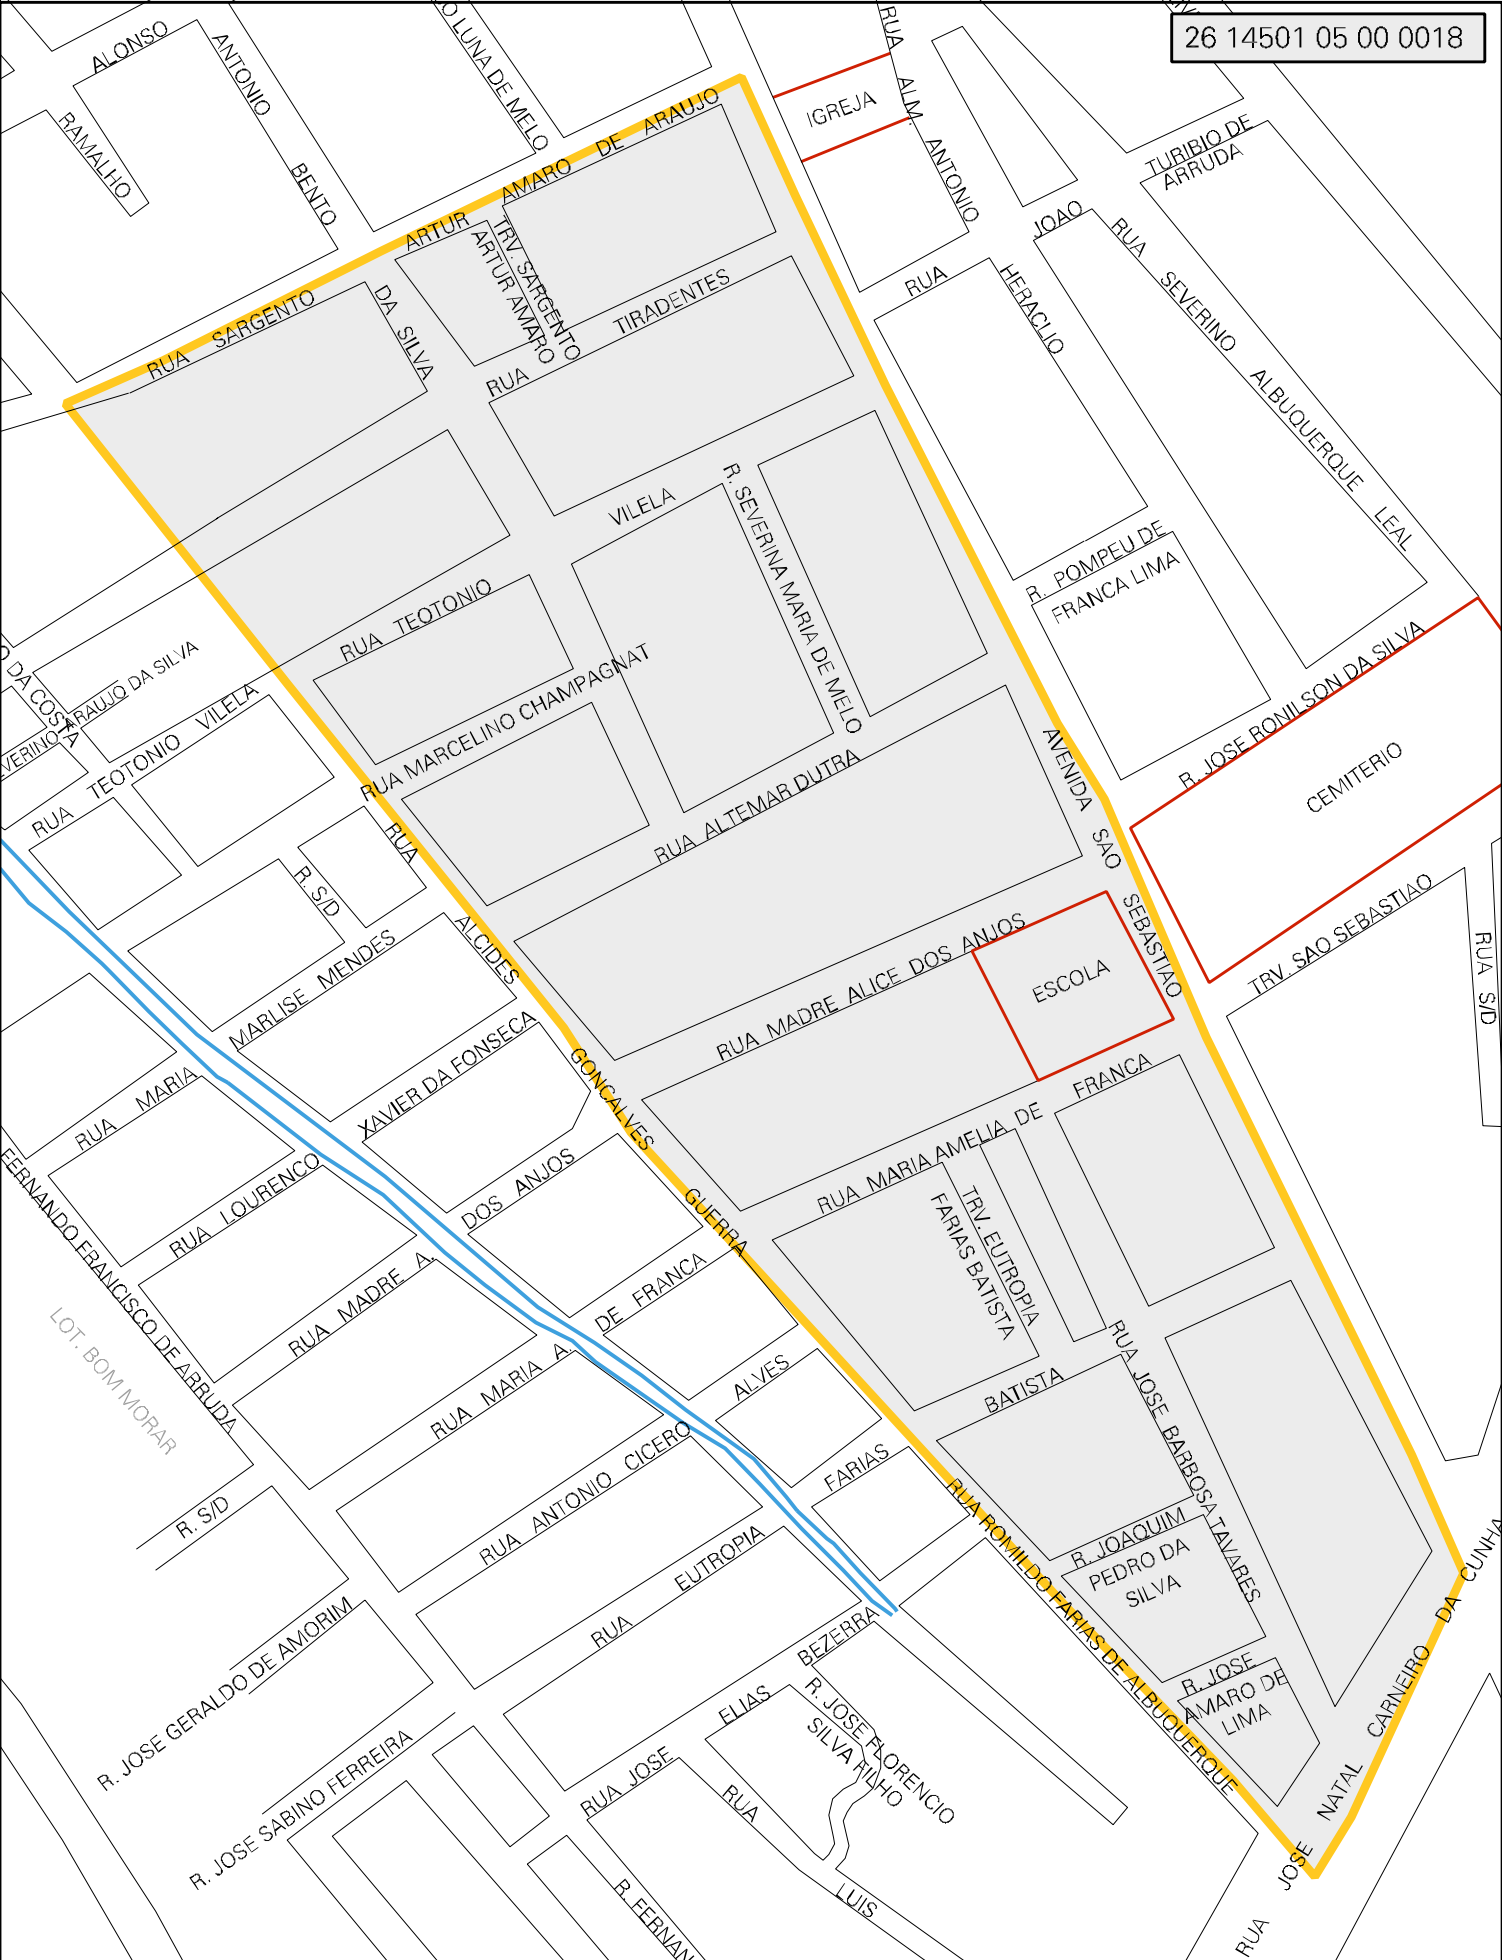 26 14501 05 00 0018
ALONSO
ANTONIO
BENTO
RAMALHO
O LUNA DE MELO
RUA ALM. ANTONIO
IGREJA
TURIBIO DE
ARRUDA
RUA SARGENTO ARTUR AMARO DE ARAUJO
DA SILVA
TRV. SARGENTO
ARTUR AMARO
RUA TIRADENTES
RUA JOAO
HERACLIO
RUA SEVERINO ALBUQUERQUE LEAL
R. POMPEU DE
FRANCA LIMA
RUA TEOTONIO VILELA
R. SEVERINA MARIA DE MELO
RUA MARCELINO CHAMPAGNAT
RUA ALTEMAR DUTRA
AVENIDA SAO SEBASTIAO
R. JOSE RONILSON DA SILVA
CEMITERIO
TRV. SAO SEBASTIAO
RUA S/D
O DA COSTA
EVERINO ARAUJO DA SILVA
RUA TEOTONIO VILELA
R. S/D
RUA ALCIDES GONCALVES GUERRA
RUA MARIA MARLISE MENDES
RUA LOURENCO XAVIER DA FONSECA
RUA MADRE A. DOS ANJOS
RUA MARIA A. DE FRANCA
RUA ANTONIO CICERO ALVES
RUA EUTROPIA FARIAS BATISTA
RUA MADRE ALICE DOS ANJOS
ESCOLA
RUA MARIA AMELIA DE FRANCA
TRV. EUTROPIA
FARIAS BATISTA
RUA JOSE BARBOSA TAVARES
R. JOAQUIM
PEDRO DA
SILVA
R. JOSE
AMARO DE
LIMA
RUA ROMILDO FARIAS DE ALBUQUERQUE
FERNANDO FRANCISCO DE ARRUDA
LOT. BOM MORAR
R. S/D
R. JOSE GERALDO DE AMORIM
R. JOSE SABINO FERREIRA
RUA JOSE ELIAS BEZERRA
R. JOSE FLORENCIO
SILVA FILHO
RUA LUIS
R. FERNAN
RUA JOSE NATAL CARNEIRO DA CUNHA